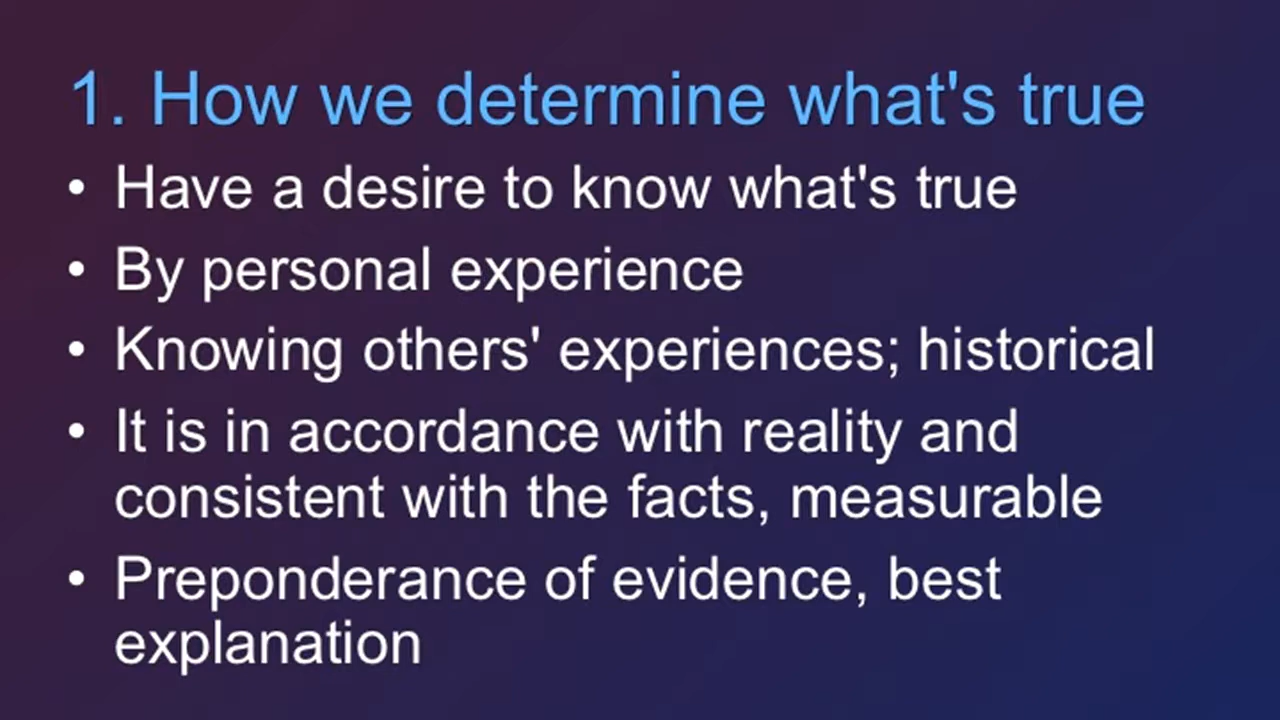 1. How we determine what's true
• Have a desire to know what's true
• By personal experience
• Knowing others' experiences; historical
• It is in accordance with reality and
consistent with the facts, measurable
• Preponderance of evidence, best
explanation